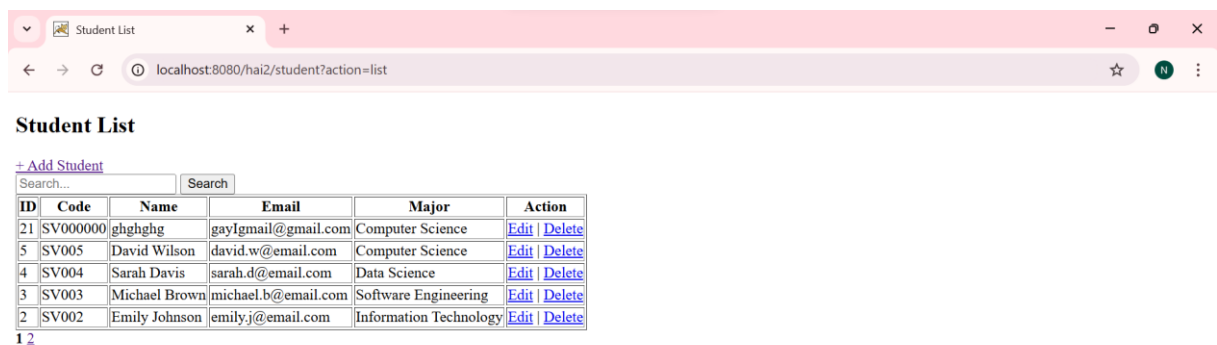 Student List
localhost:8080/hai2/student?action=list
N
Student List
+ Add Student
Search... Search
ID Code Name Email Major Action
21 SV000000 ghghghg gayIgmail@gmail.com Computer Science Edit | Delete
5 SV005 David Wilson david.w@email.com Computer Science Edit | Delete
4 SV004 Sarah Davis sarah.d@email.com Data Science Edit | Delete
3 SV003 Michael Brown michael.b@email.com Software Engineering Edit | Delete
2 SV002 Emily Johnson emily.j@email.com Information Technology Edit | Delete
1 2